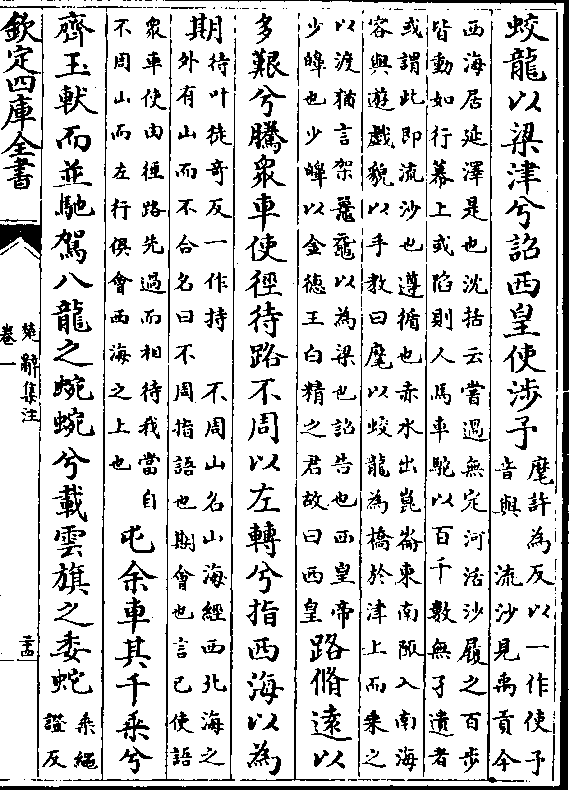 蛟龍以梁津兮詔西皇使涉予
麾許為反以一作使予
音與 流沙見禹貢今
西海居延澤是也沈括云嘗過無定河活沙履之百步
皆動如行幕上或陷則人馬車駝以百千數無孑遺者
或謂此即流沙也遵循也赤水出崑崙東南陬入南海
容與遊戲貌以手教曰麾以蛟龍為橋於津上而乗之
以渡猶言架黿鼉以為梁也詔告也西皇帝
少皥也少皥以金德王白精之君故曰西皇
路脩遠以
多艱兮騰衆車使徑待路不周以左轉兮指西海以為
期
待叶徒奇反一作持 不周山名山海經西北海之
外有山而不合名曰不周指語也期會也言已使語
衆車使由徑路先過而相待我當自
不周山而左行俱會西海之上也
屯余車其千乗兮
齊玉軑而並馳駕八龍之蜿蜿兮載雲旗之委蛇
乗繩
證反
欽定四庫全書
楚辭集注
卷一